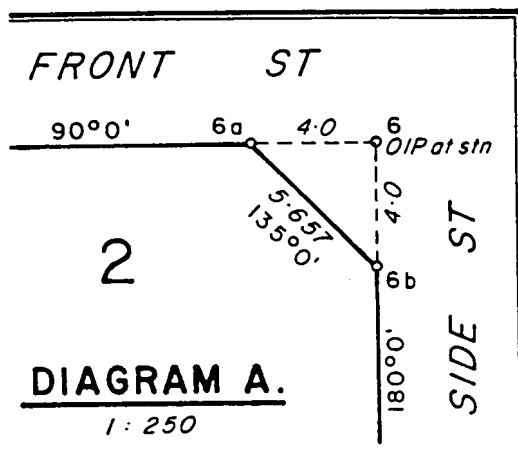 FRONT ST
90°0'
6a
4·0
6
OIP at stn
4·0
5·657
135°0'
2
6b
SIDE ST
180°0'
DIAGRAM A.
1 : 250